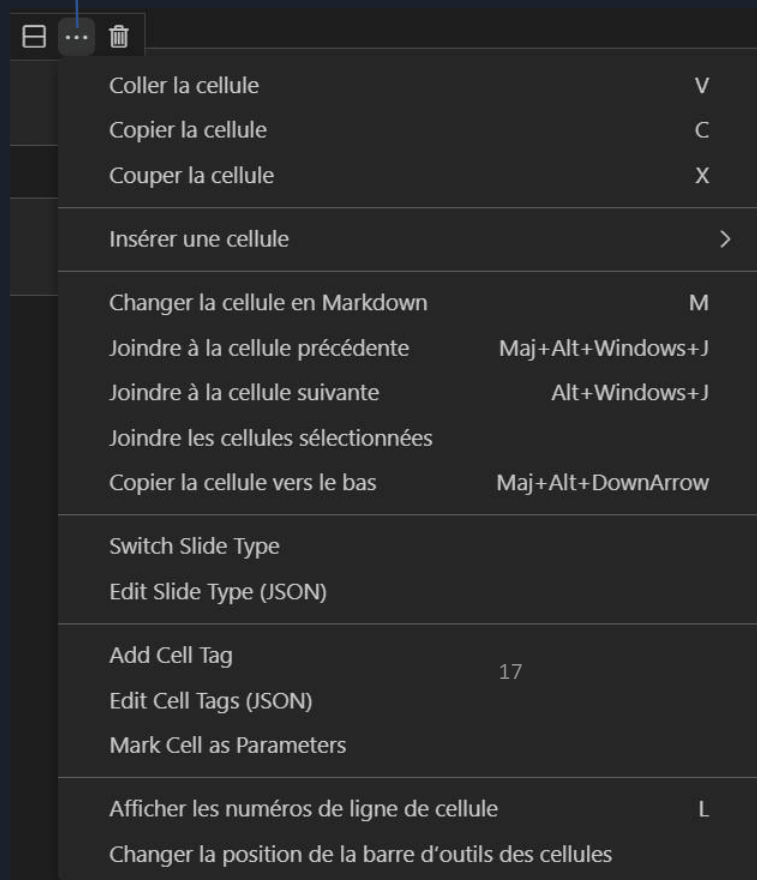 Coller la cellule V
Copier la cellule C
Couper la cellule X
Insérer une cellule
Changer la cellule en Markdown M
Joindre à la cellule précédente Maj+Alt+Windows+J
Joindre à la cellule suivante Alt+Windows+J
Joindre les cellules sélectionnées
Copier la cellule vers le bas Maj+Alt+DownArrow
Switch Slide Type
Edit Slide Type (JSON)
Add Cell Tag
17
Edit Cell Tags (JSON)
Mark Cell as Parameters
Afficher les numéros de ligne de cellule L
Changer la position de la barre d’outils des cellules